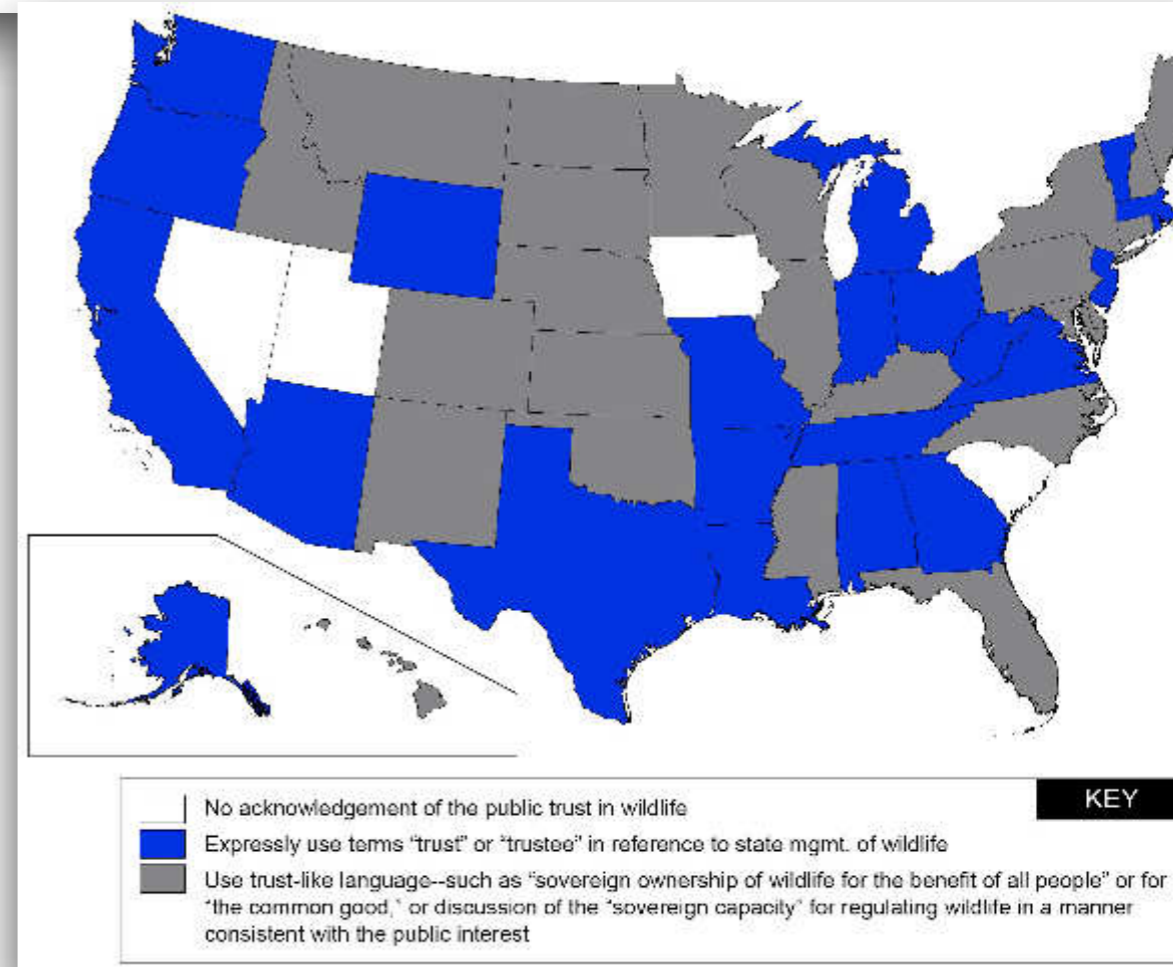 KEY
No acknowledgement of the public trust in wildlife
Expressly use terms "trust" or "trustee" in reference to state mgmt. of wildlife
Use trust-like language--such as "sovereign ownership of wildlife for the benefit of all people" or for
"the common good," or discussion of the "sovereign capacity" for regulating wildlife in a manner
consistent with the public interest